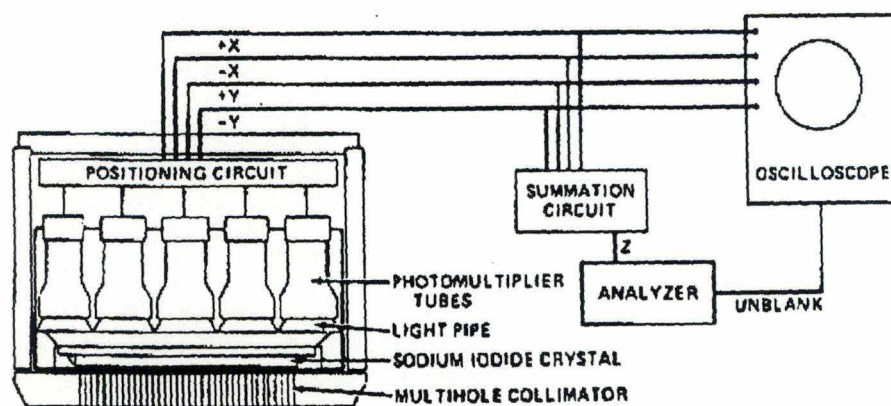 +X
-X
+Y
-Y
POSITIONING CIRCUIT
SUMMATION
CIRCUIT
OSCILLOSCOPE
Z
ANALYZER
UNBLANK
PHOTOMULTIPLIER
TUBES
LIGHT PIPE
SODIUM IODIDE CRYSTAL
MULTIHOLE COLLIMATOR